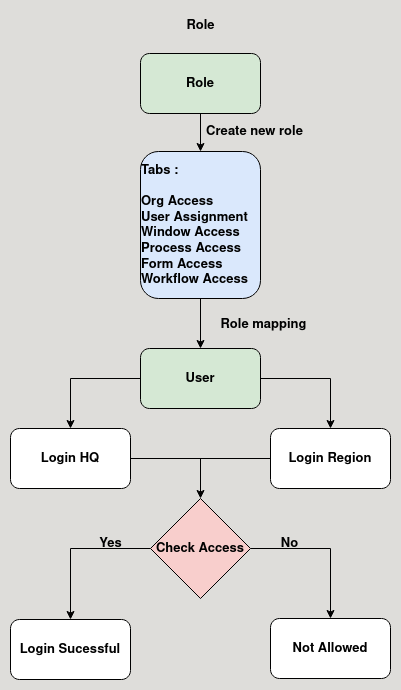 Role
Role
Create new role
Tabs :
Org Access
User Assignment
Window Access
Process Access
Form Access
Workflow Access
Role mapping
User
Login HQ
Login Region
Check Access
Yes
No
Login Sucessful
Not Allowed